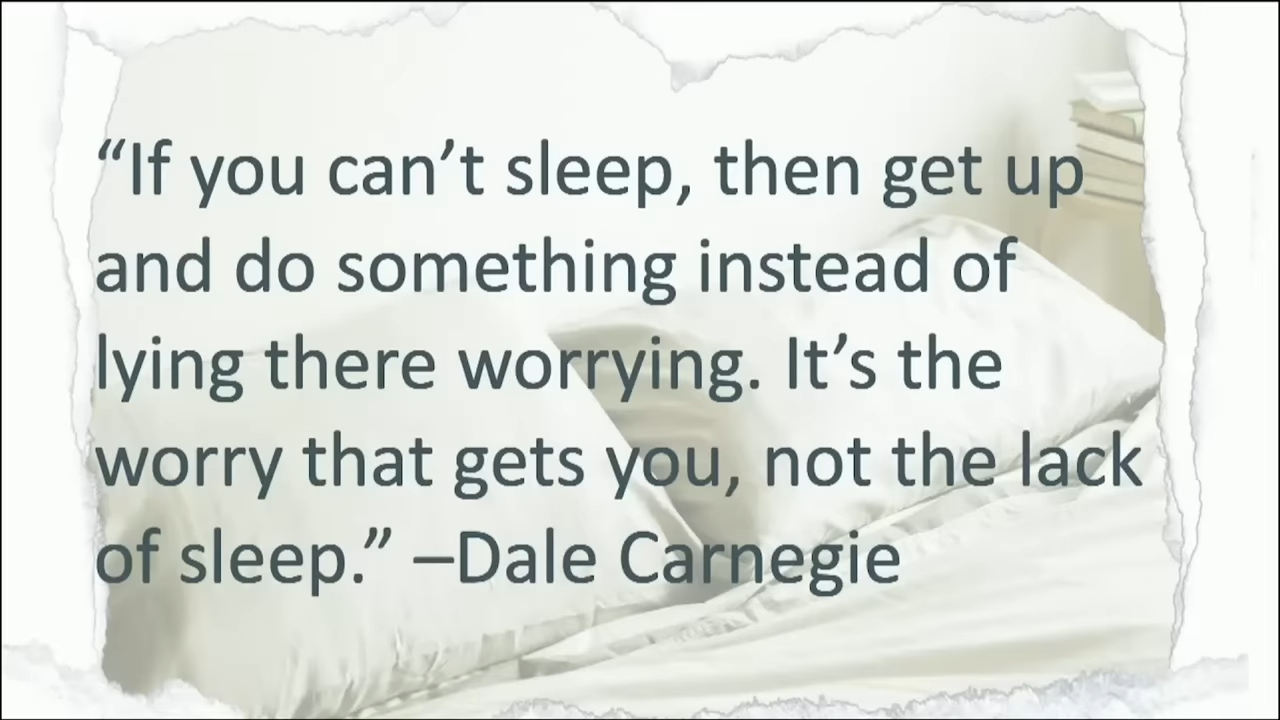 “If you can’t sleep, then get up
and do something instead of
lying there worrying. It’s the
worry that gets you, not the lack
of sleep.” –Dale Carnegie